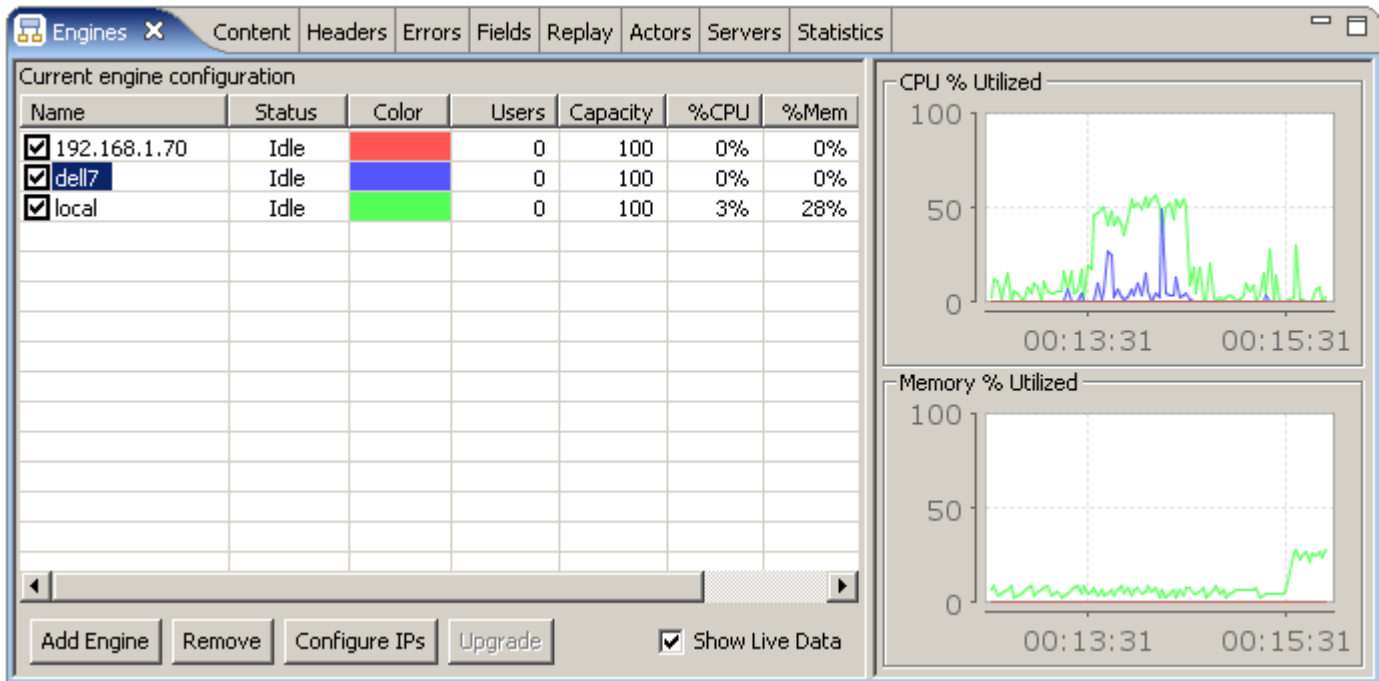 Engines Content Headers Errors Fields Replay Actors Servers Statistics
Current engine configuration
Name Status Color Users Capacity %CPU %Mem
192.168.1.70 Idle 0 100 0% 0%
dell7 Idle 0 100 0% 0%
local Idle 0 100 3% 28%
Add Engine Remove Configure IPs Upgrade Show Live Data
CPU % Utilized
100
50
0
00:13:31 00:15:31
Memory % Utilized
100
50
0
00:13:31 00:15:31